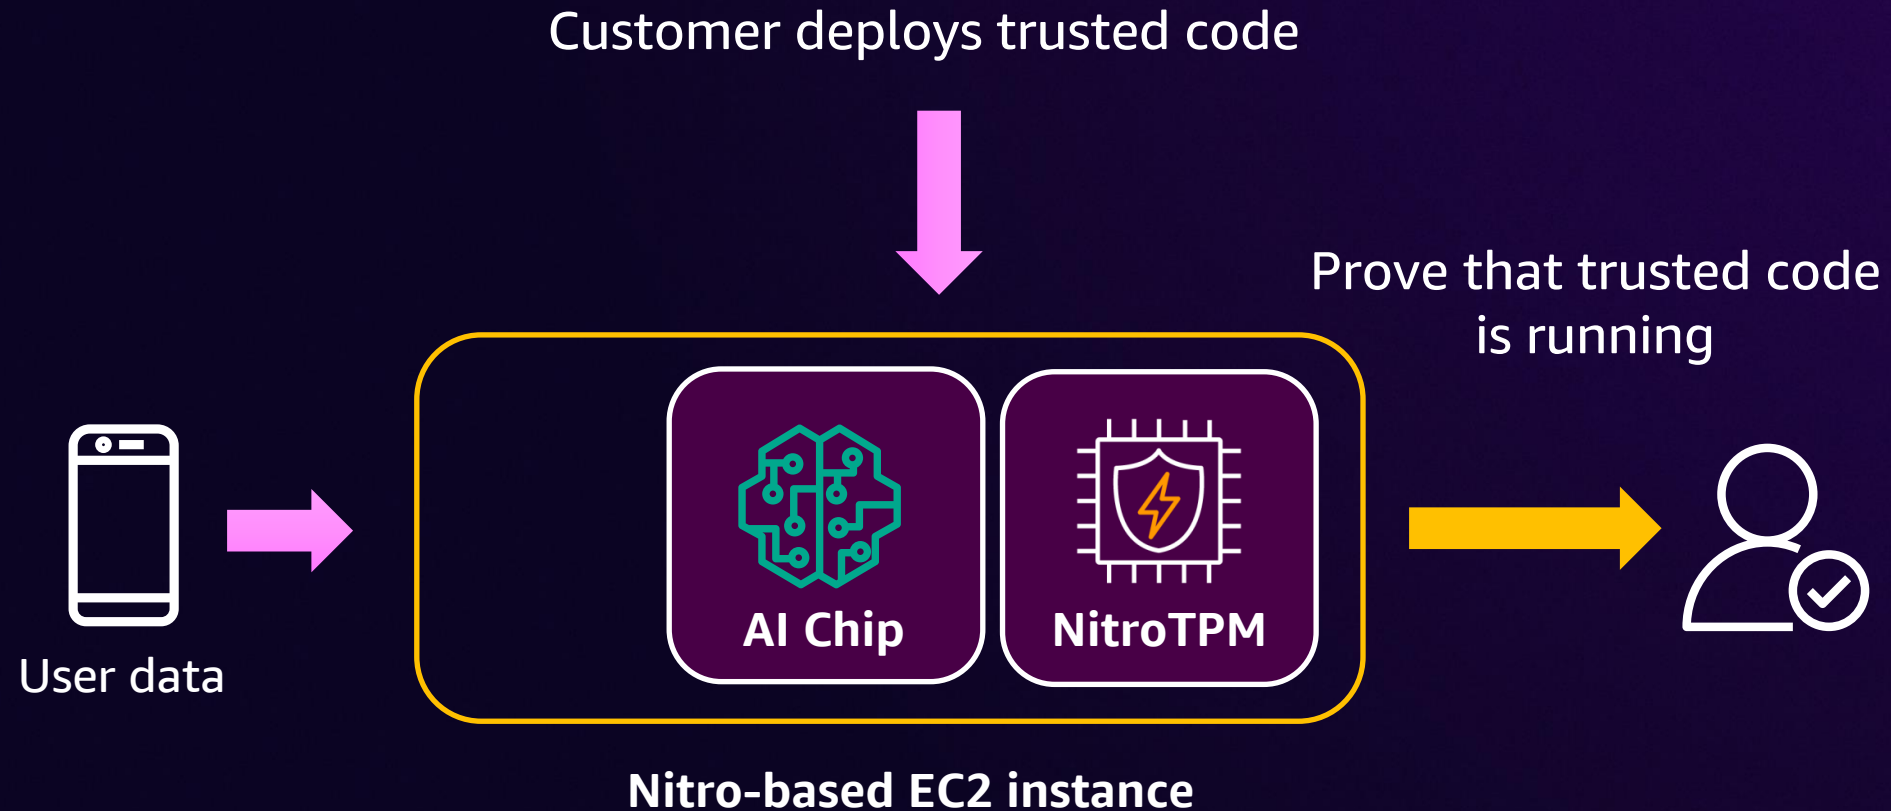 Customer deploys trusted code
Prove that trusted code
is running
AI Chip
NitroTPM
User data
Nitro-based EC2 instance